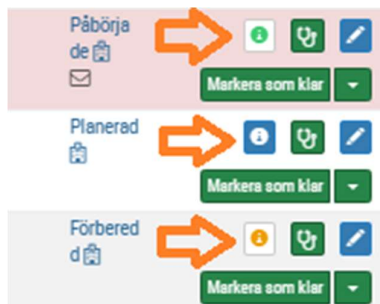 Påbörja
de
Markera som klar
Planerad
Markera som klar
Förbered
d
Markera som klar